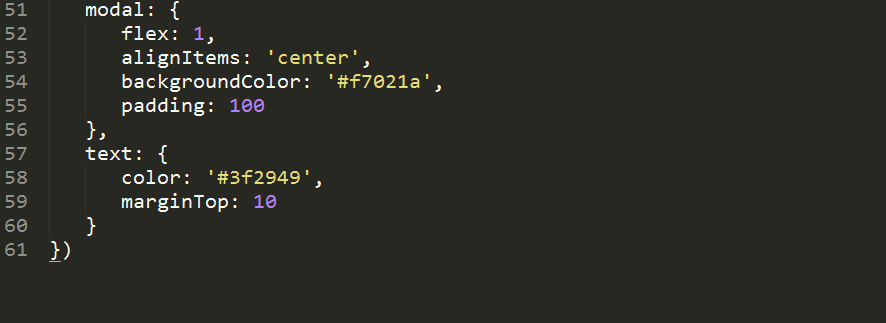 51 modal: {
52 flex: 1,
53 alignItems: 'center',
54 backgroundColor: '#f7021a',
55 padding: 100
56 },
57 text: {
58 color: '#3f2949',
59 marginTop: 10
60 }
61 })